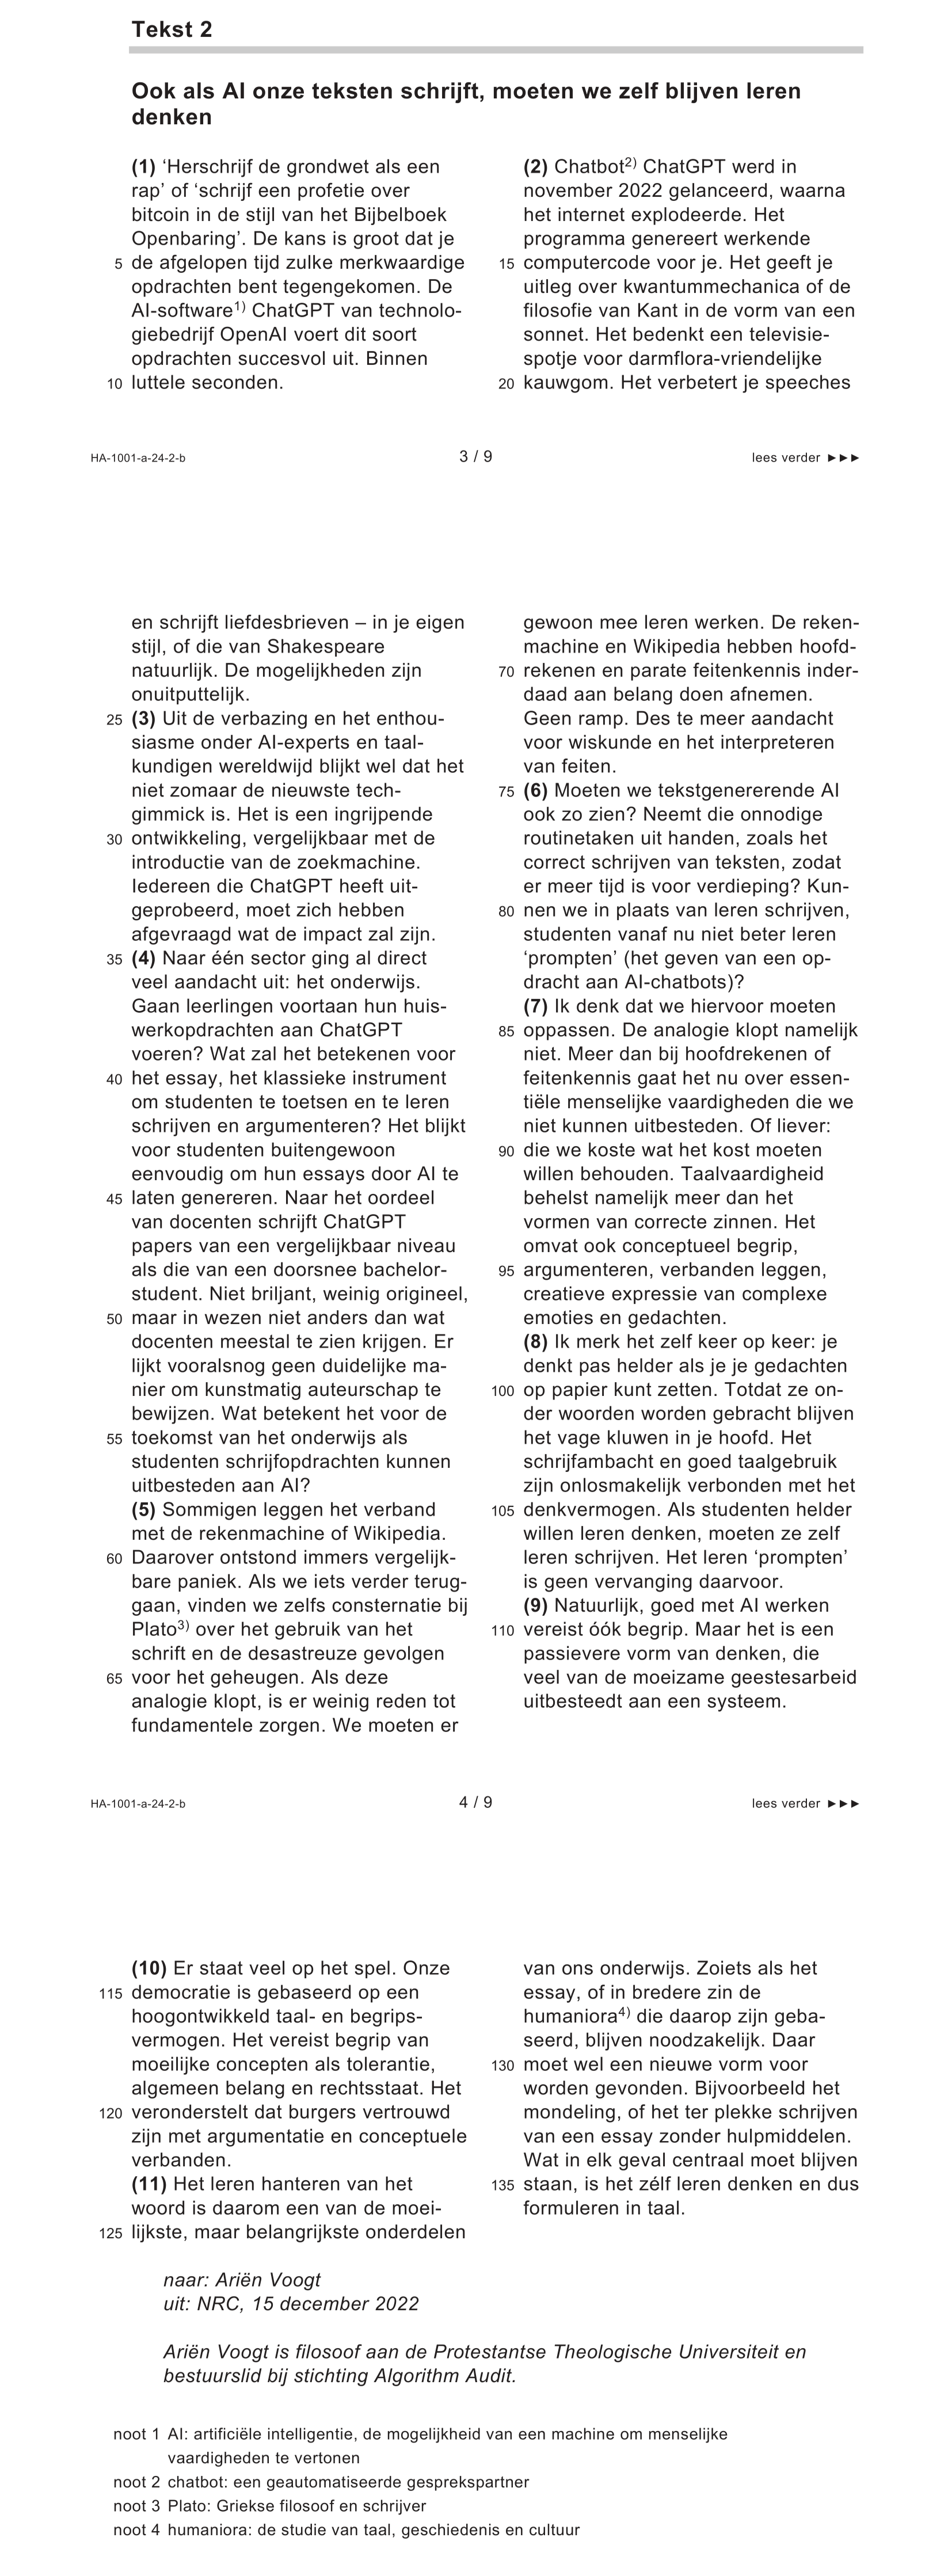 Tekst 2
Ook als AI onze teksten schrijft, moeten we zelf blijven leren
denken
(1) ‘Herschrijf de grondwet als een
rap’ of ‘schrijf een profetie over
bitcoin in de stijl van het Bijbelboek
Openbaring’. De kans is groot dat je
5 de afgelopen tijd zulke merkwaardige
opdrachten bent tegengekomen. De
AI-software1) ChatGPT van technolo-
giebedrijf OpenAI voert dit soort
opdrachten succesvol uit. Binnen
10 luttele seconden.
(2) Chatbot2) ChatGPT werd in
november 2022 gelanceerd, waarna
het internet explodeerde. Het
programma genereert werkende
15 computercode voor je. Het geeft je
uitleg over kwantummechanica of de
filosofie van Kant in de vorm van een
sonnet. Het bedenkt een televisie-
spotje voor darmflora-vriendelijke
20 kauwgom. Het verbetert je speeches
HA-1001-a-24-2-b 3 / 9 lees verder ►►►
en schrijft liefdesbrieven – in je eigen
stijl, of die van Shakespeare
natuurlijk. De mogelijkheden zijn
onuitputtelijk.
25 (3) Uit de verbazing en het enthou-
siasme onder AI-experts en taal-
kundigen wereldwijd blijkt wel dat het
niet zomaar de nieuwste tech-
gimmick is. Het is een ingrijpende
30 ontwikkeling, vergelijkbaar met de
introductie van de zoekmachine.
Iedereen die ChatGPT heeft uit-
geprobeerd, moet zich hebben
afgevraagd wat de impact zal zijn.
35 (4) Naar één sector ging al direct
veel aandacht uit: het onderwijs.
Gaan leerlingen voortaan hun huis-
werkopdrachten aan ChatGPT
voeren? Wat zal het betekenen voor
40 het essay, het klassieke instrument
om studenten te toetsen en te leren
schrijven en argumenteren? Het blijkt
voor studenten buitengewoon
eenvoudig om hun essays door AI te
45 laten genereren. Naar het oordeel
van docenten schrijft ChatGPT
papers van een vergelijkbaar niveau
als die van een doorsnee bachelor-
student. Niet briljant, weinig origineel,
50 maar in wezen niet anders dan wat
docenten meestal te zien krijgen. Er
lijkt vooralsnog geen duidelijke ma-
nier om kunstmatig auteurschap te
bewijzen. Wat betekent het voor de
55 toekomst van het onderwijs als
studenten schrijfopdrachten kunnen
uitbesteden aan AI?
(5) Sommigen leggen het verband
met de rekenmachine of Wikipedia.
60 Daarover ontstond immers vergelijk-
bare paniek. Als we iets verder terug-
gaan, vinden we zelfs consternatie bij
Plato3) over het gebruik van het
schrift en de desastreuze gevolgen
65 voor het geheugen. Als deze
analogie klopt, is er weinig reden tot
fundamentele zorgen. We moeten er
gewoon mee leren werken. De reken-
machine en Wikipedia hebben hoofd-
70 rekenen en parate feitenkennis inder-
daad aan belang doen afnemen.
Geen ramp. Des te meer aandacht
voor wiskunde en het interpreteren
van feiten.
75 (6) Moeten we tekstgenererende AI
ook zo zien? Neemt die onnodige
routinetaken uit handen, zoals het
correct schrijven van teksten, zodat
er meer tijd is voor verdieping? Kun-
80 nen we in plaats van leren schrijven,
studenten vanaf nu niet beter leren
‘prompten’ (het geven van een op-
dracht aan AI-chatbots)?
(7) Ik denk dat we hiervoor moeten
85 oppassen. De analogie klopt namelijk
niet. Meer dan bij hoofdrekenen of
feitenkennis gaat het nu over essen-
tiële menselijke vaardigheden die we
niet kunnen uitbesteden. Of liever:
90 die we koste wat het kost moeten
willen behouden. Taalvaardigheid
behelst namelijk meer dan het
vormen van correcte zinnen. Het
omvat ook conceptueel begrip,
95 argumenteren, verbanden leggen,
creatieve expressie van complexe
emoties en gedachten.
(8) Ik merk het zelf keer op keer: je
denkt pas helder als je je gedachten
100 op papier kunt zetten. Totdat ze on-
der woorden worden gebracht blijven
het vage kluwen in je hoofd. Het
schrijfambacht en goed taalgebruik
zijn onlosmakelijk verbonden met het
105 denkvermogen. Als studenten helder
willen leren denken, moeten ze zelf
leren schrijven. Het leren ‘prompten’
is geen vervanging daarvoor.
(9) Natuurlijk, goed met AI werken
110 vereist óók begrip. Maar het is een
passievere vorm van denken, die
veel van de moeizame geestesarbeid
uitbesteedt aan een systeem.
HA-1001-a-24-2-b 4 / 9 lees verder ►►►
(10) Er staat veel op het spel. Onze
115 democratie is gebaseerd op een
hoogontwikkeld taal- en begrips-
vermogen. Het vereist begrip van
moeilijke concepten als tolerantie,
algemeen belang en rechtsstaat. Het
120 veronderstelt dat burgers vertrouwd
zijn met argumentatie en conceptuele
verbanden.
(11) Het leren hanteren van het
woord is daarom een van de moei-
125 lijkste, maar belangrijkste onderdelen
van ons onderwijs. Zoiets als het
essay, of in bredere zin de
humaniora4) die daarop zijn geba-
seerd, blijven noodzakelijk. Daar
130 moet wel een nieuwe vorm voor
worden gevonden. Bijvoorbeeld het
mondeling, of het ter plekke schrijven
van een essay zonder hulpmiddelen.
Wat in elk geval centraal moet blijven
135 staan, is het zélf leren denken en dus
formuleren in taal.
naar: Ariën Voogt
uit: NRC, 15 december 2022
Ariën Voogt is filosoof aan de Protestantse Theologische Universiteit en
bestuurslid bij stichting Algorithm Audit.
noot 1 AI: artificiële intelligentie, de mogelijkheid van een machine om menselijke
vaardigheden te vertonen
noot 2 chatbot: een geautomatiseerde gesprekspartner
noot 3 Plato: Griekse filosoof en schrijver
noot 4 humaniora: de studie van taal, geschiedenis en cultuur